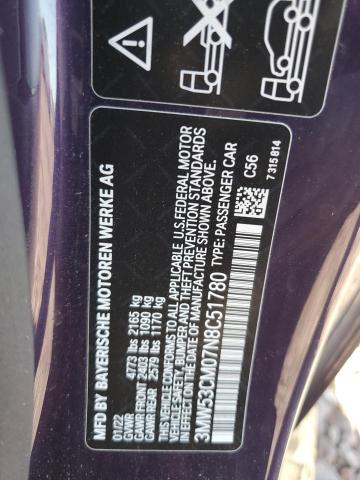 MFD BY BAYERISCHE MOTOREN WERKE AG
01/22
GVWR 4773 lbs 2165 kg
GAWR FRONT 2403 lbs 1090 kg
GAWR REAR 2579 lbs 1170 kg
THIS VEHICLE CONFORMS TO ALL APPLICABLE U.S.FEDERAL MOTOR
VEHICLE SAFETY, BUMPER, AND THEFT PREVENTION STANDARDS
IN EFFECT ON THE DATE OF MANUFACTURE SHOWN ABOVE.
3MW53CM07N8C51780 TYPE: PASSENGER CAR
C56
7 315 814